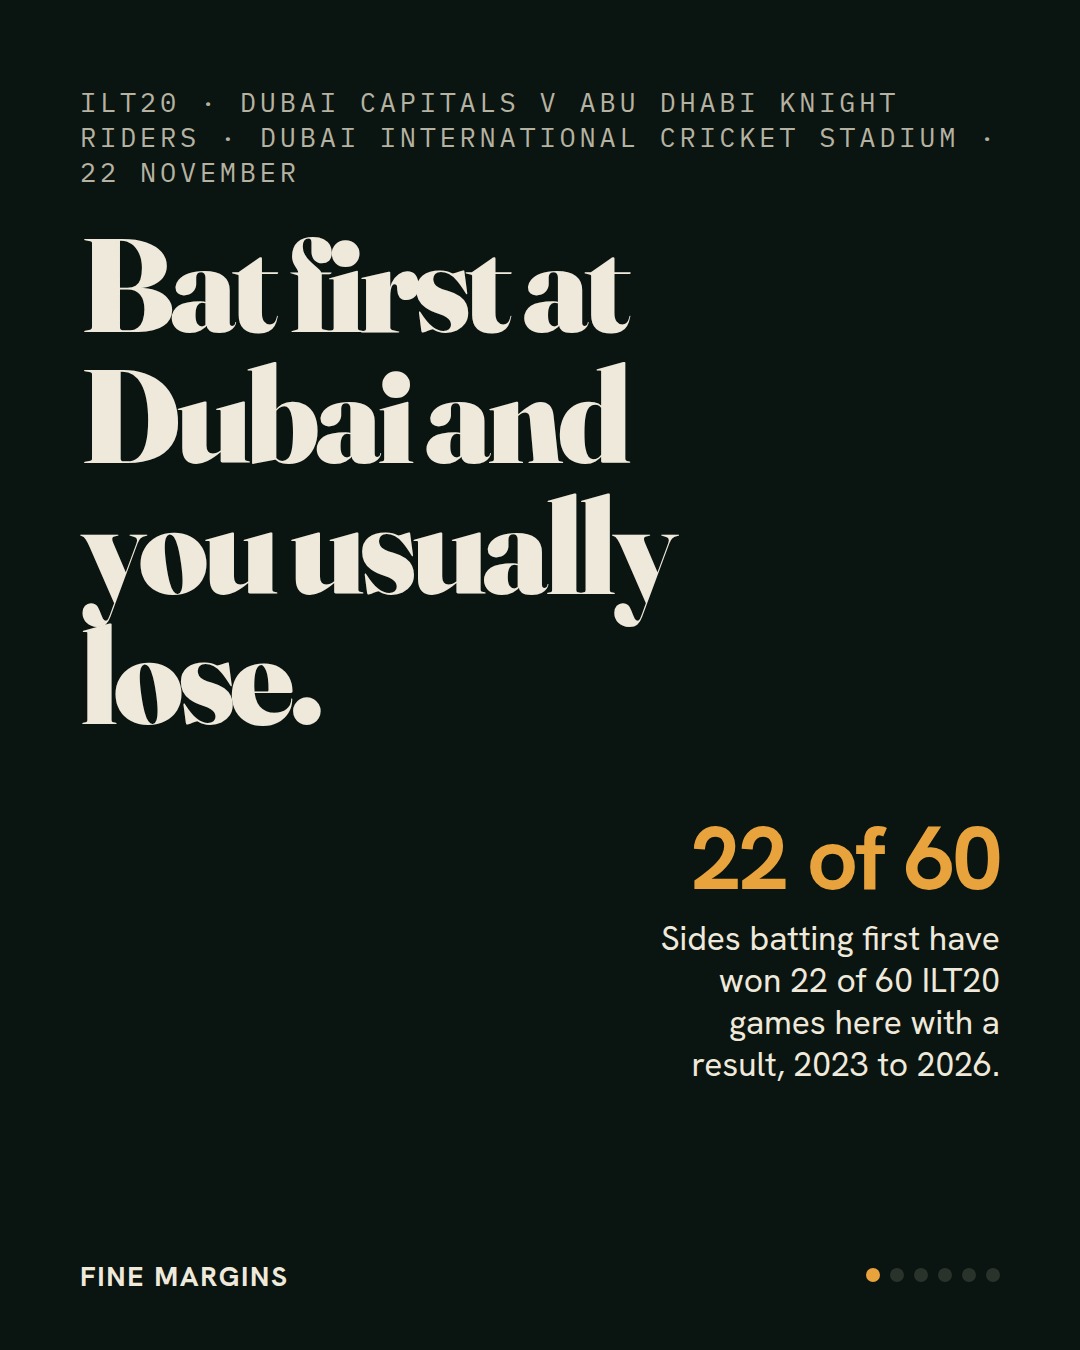 ILT20 · DUBAI CAPITALS V ABU DHABI KNIGHT
RIDERS · DUBAI INTERNATIONAL CRICKET STADIUM ·
22 NOVEMBER
Bat first at
Dubai and
you usually
lose.
22 of 60
Sides batting first have
won 22 of 60 ILT20
games here with a
result, 2023 to 2026.
FINE MARGINS